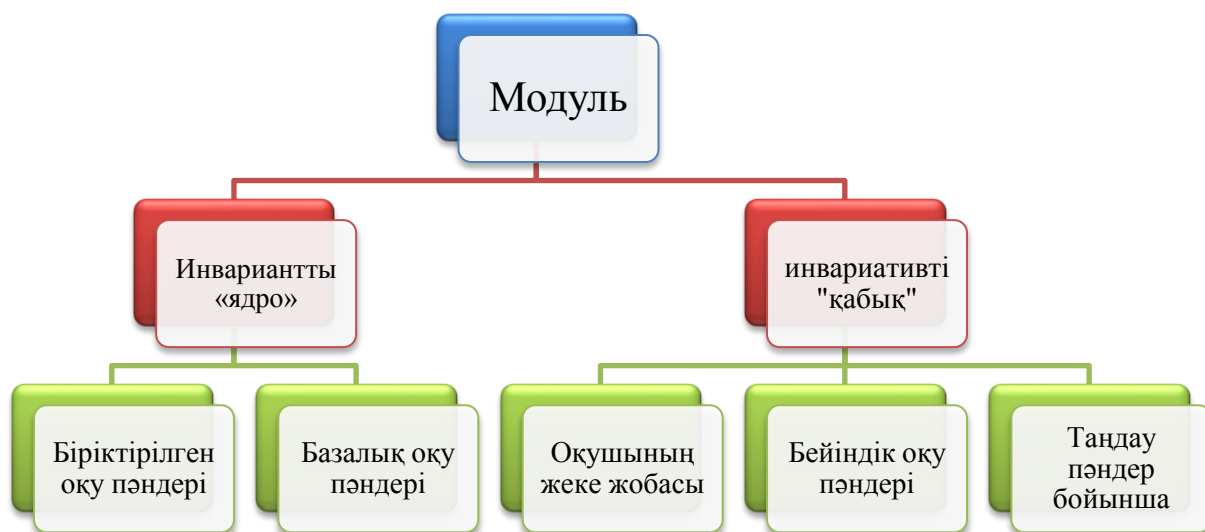 Модуль
Инвариантты
«ядро»
инвариативті
"қабық"
Біріктірілген
оқу пәндері
Базалық оқу
пәндері
Оқушының
жеке жобасы
Бейіндік оқу
пәндері
Таңдау
пәндер
бойынша